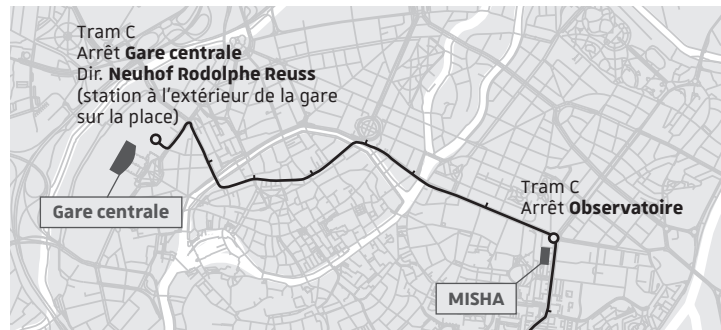 Tram C
Arrêt Gare centrale
Dir. Neuhof Rodolphe Reuss
(station à l'extérieur de la gare
sur la place)
Gare centrale
Tram C
Arrêt Observatoire
MISHA